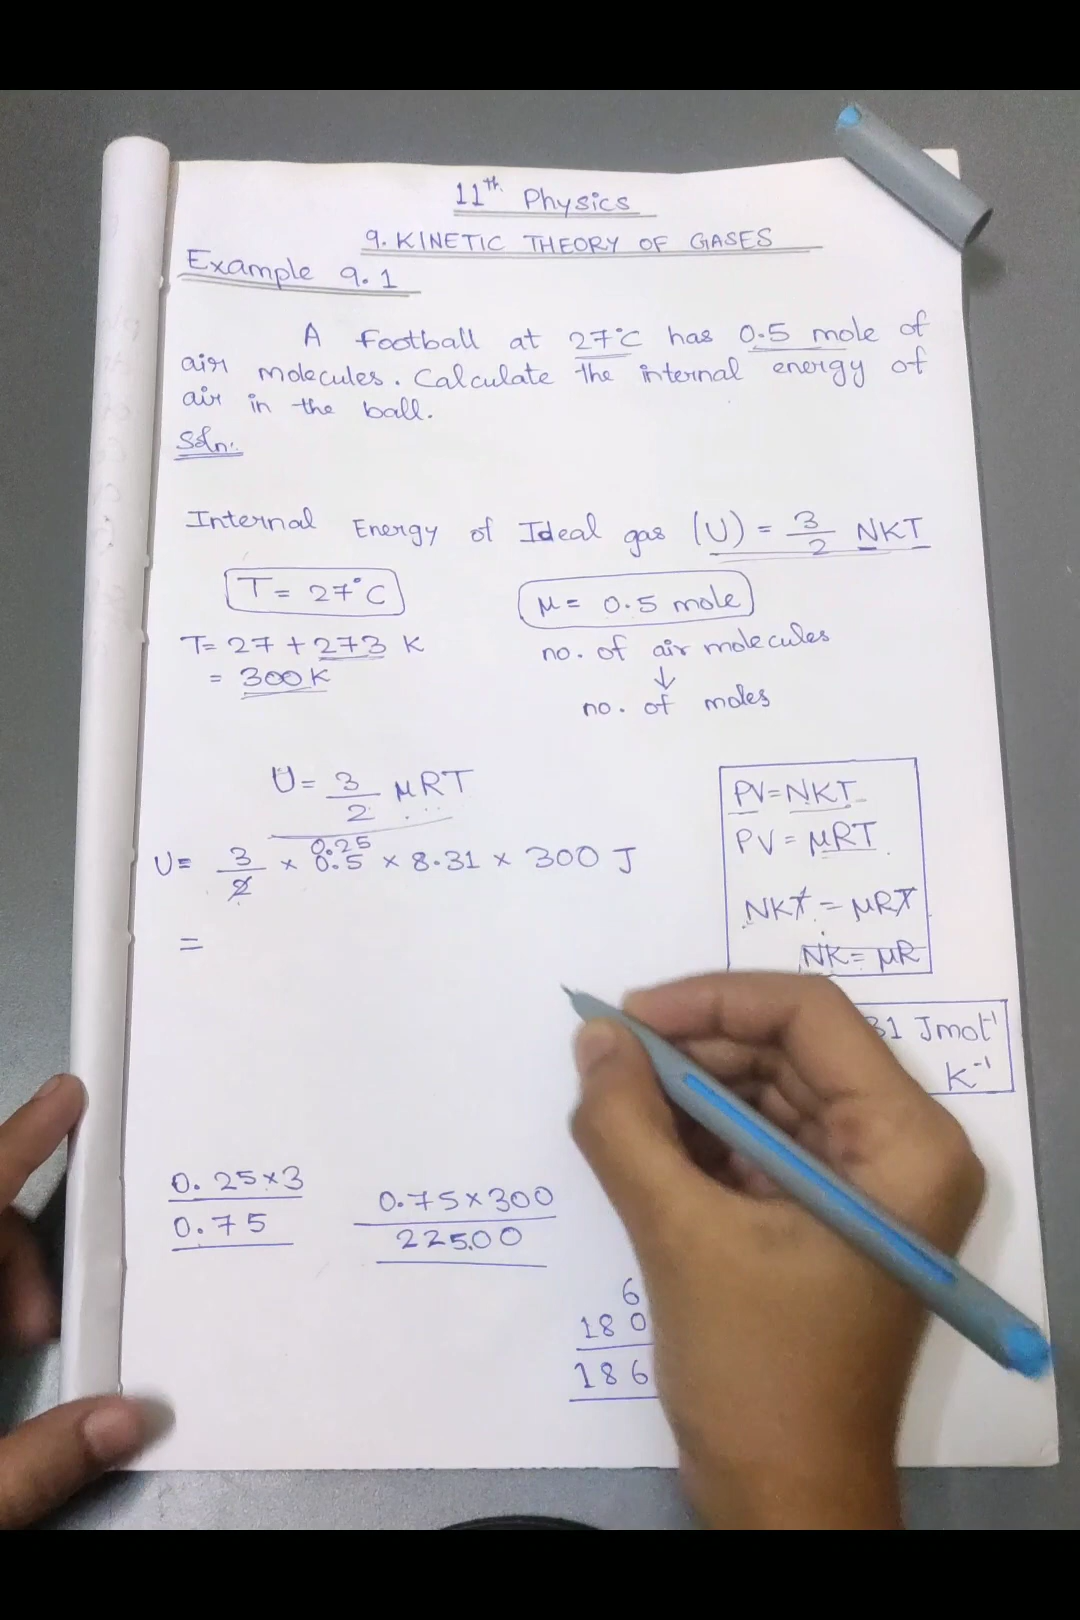 11th Physics
9. KINETIC THEORY OF GASES
Example 9.1
A Football at 27°C has 0.5 mole of
air molecules. Calculate the internal energy of
air in the ball.
Soln:
Internal Energy of Ideal gas (U) = 3/2 NKT
T = 27°C
T = 27 + 273 K
= 300K
μ = 0.5 mole
no. of air molecules
↓
no. of moles
U = 3/2 μRT
0.25
U = 3/2 × 0.5 × 8.31 × 300 J
=
PV = NKT
PV = μRT
NKT = μRT
NK = μR
31 Jmol⁻¹
K⁻¹
0.25×3
0.75
0.75×300
225.00
6
180
186